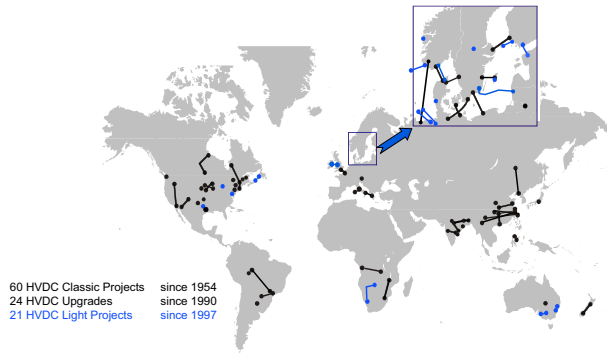 60 HVDC Classic Projects since 1954
24 HVDC Upgrades since 1990
21 HVDC Light Projects since 1997